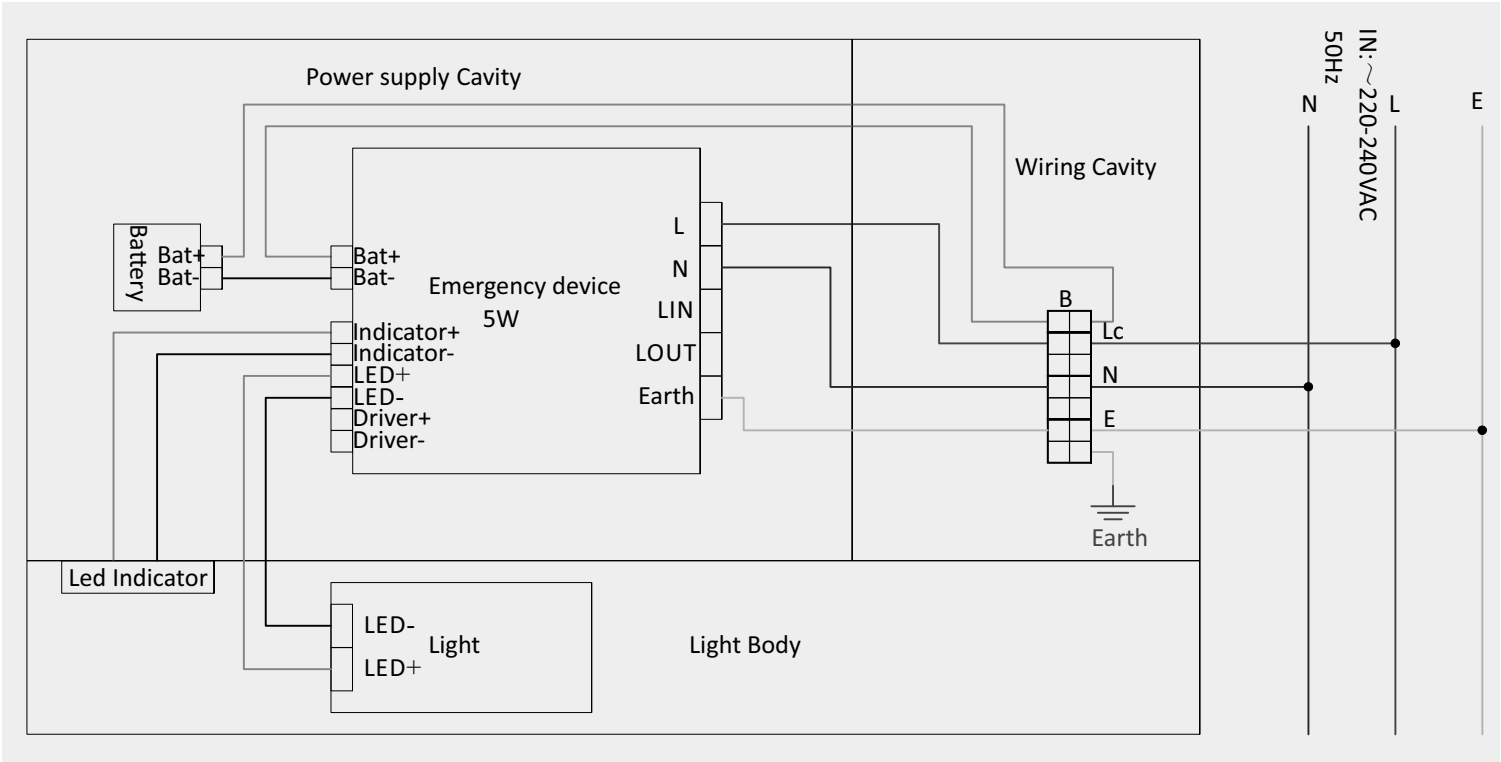 Power supply Cavity
IN:～220-240VAC
50Hz
N
L
E
Wiring Cavity
Battery
Bat+
Bat-
Bat+
Bat-
Emergency device
5W
L
N
LIN
LOUT
Earth
Indicator+
Indicator-
LED+
LED-
Driver+
Driver-
B
Lc
N
E
Earth
Led Indicator
LED-
Light
LED+
Light Body